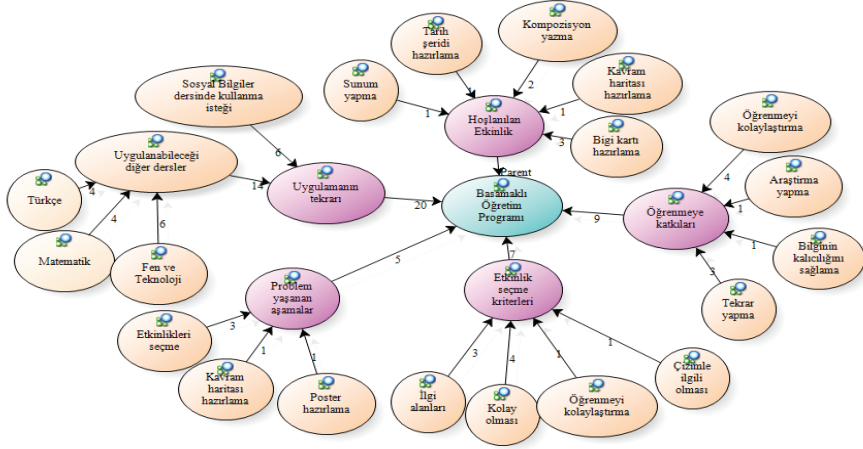 Tarih
şeridi
hazırlama
Kompozisyon
yazma
Sosyal Bilgiler
dersinde kullanma
isteği
Sunum
yapma
Kavram
haritası
hazırlama
1
2
1
1
Hoşlanılan
Etkinlik
3
Bigi kartı
hazırlama
Öğrenmeyi
kolaylaştırma
Uygulanabileceği
diğer dersler
6
Parent
4
Araştırma
yapma
Türkçe
4
14
Uygulamanın
tekrarı
20
Basamaklı
Öğretim
Programı
9
Öğrenmeye
katkıları
1
4
6
1
Bilginin
kalıcılığını
sağlama
Matematik
Fen ve
Teknoloji
5
7
3
Problem
yaşanan
aşamalar
Etkinlik
seçme
kriterleri
Tekrar
yapma
Etkinlikleri
seçme
3
1
1
3
4
1
1
Kavram
haritası
hazırlama
Poster
hazırlama
İlgi
alanları
Kolay
olması
Öğrenmeyi
kolaylaştırma
Çizimle
ilgili
olması